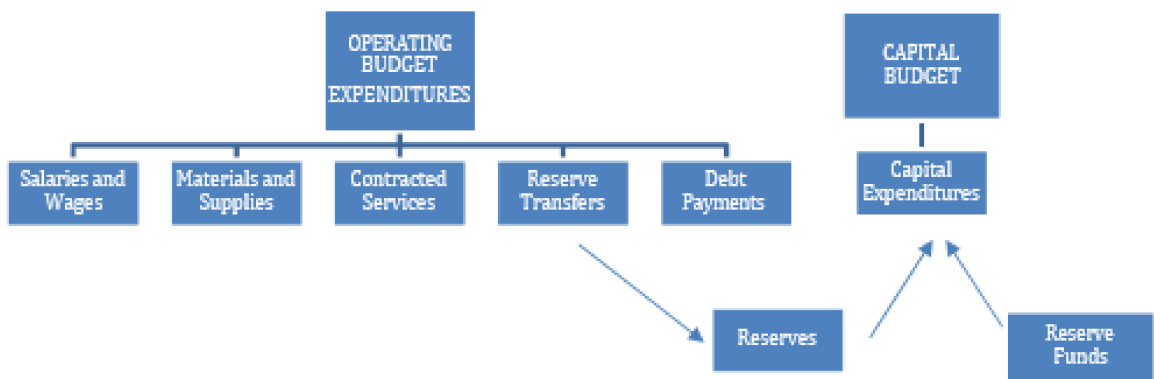 OPERATING
BUDGET
EXPENDITURES
CAPITAL
BUDGET
Salaries and
Wages
Materials and
Supplies
Contracted
Services
Reserve
Transfers
Debt
Payments
Capital
Expenditures
Reserves
Reserve
Funds